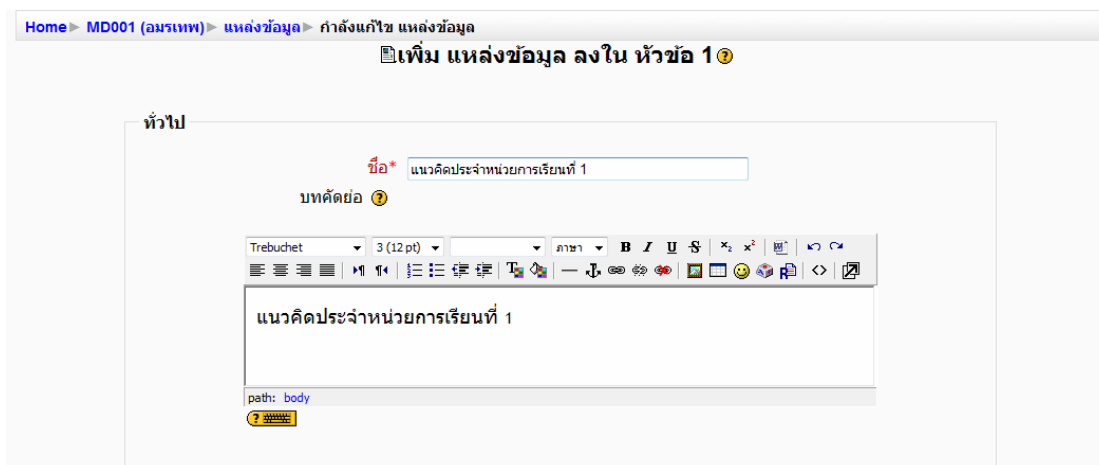 Home► MD001 (อมรเทพ)► แหล่งข้อมูล► กำลังแก้ไข แหล่งข้อมูล
เพิ่ม แหล่งข้อมูล ลงใน หัวข้อ 1
ทั่วไป
ชื่อ* แนวคิดประจำหน่วยการเรียนที่ 1
บทคัดย่อ
Trebuchet 3 (12 pt) ภาษา B I U S x₂ x²
แนวคิดประจำหน่วยการเรียนที่ 1
path: body